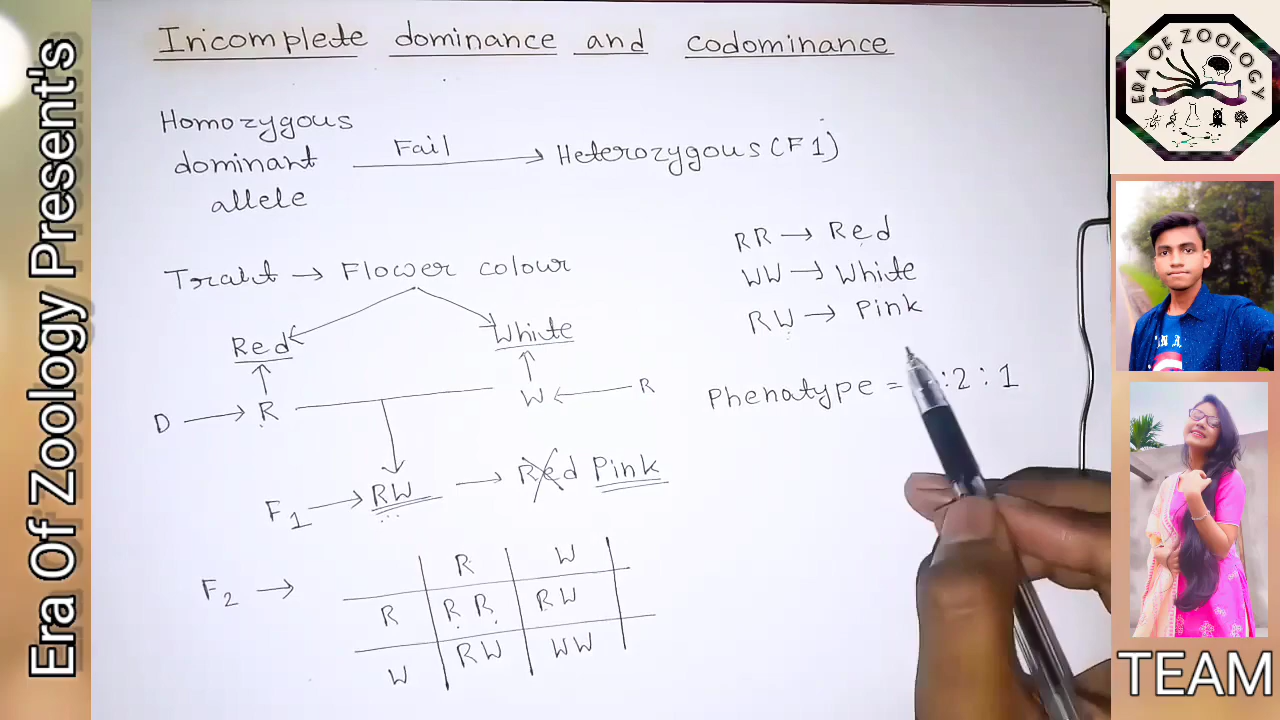 Era Of Zoology Present's
Incomplete dominance and codominance
Homozygous
dominant
allele
Fail
Heterozygous (F1)
Trait → Flower colour
Red
White
D → R
W ← R
F1 → RW → Red Pink
F2 →
R W
R RR RW
W RW WW
RR → Red
WW → White
RW → Pink
Phenatype = :2:1
ERA OF ZOOLOGY
TEAM